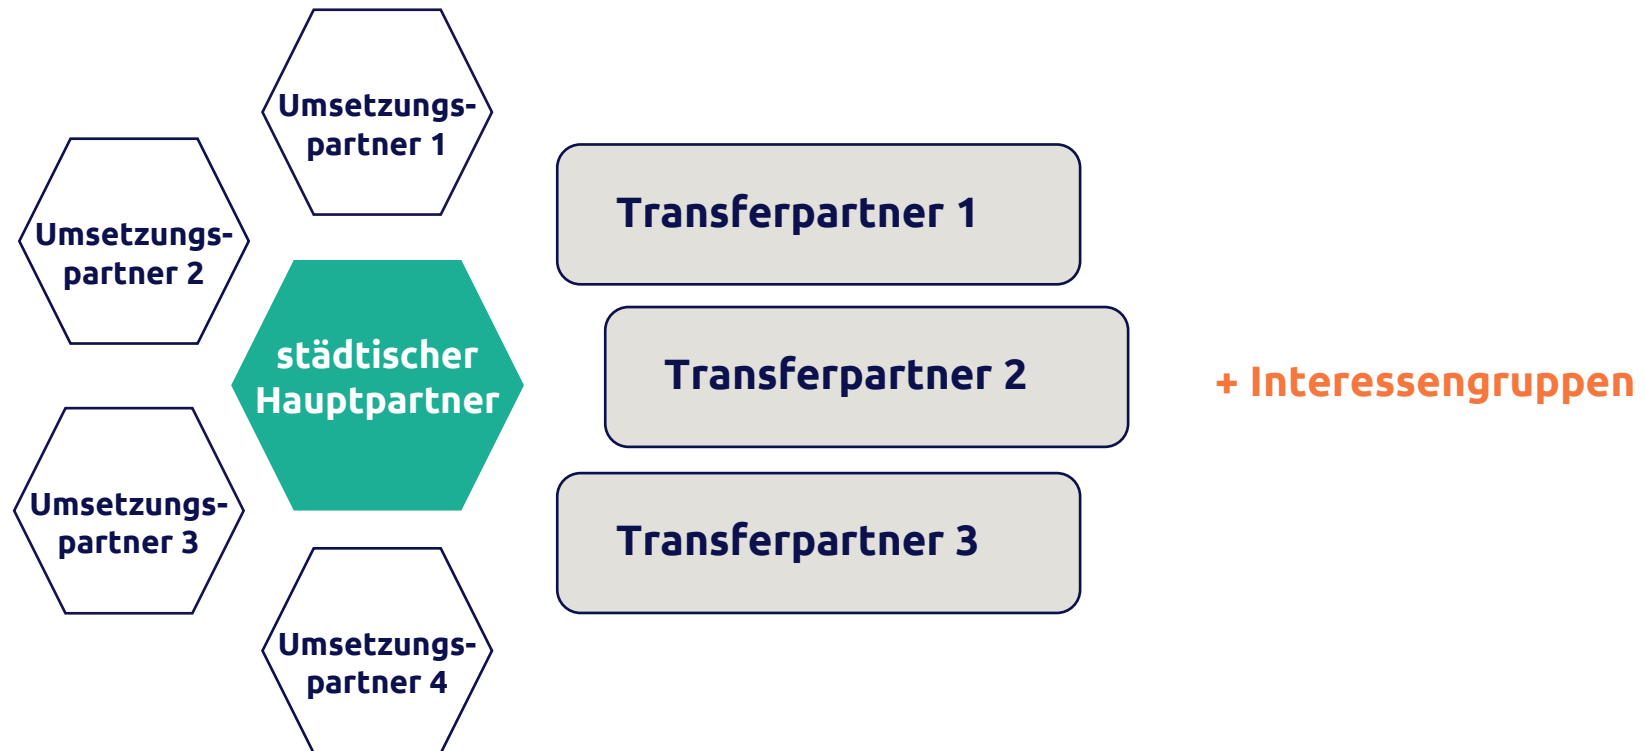 Umsetzungs-
partner 1
Umsetzungs-
partner 2
städtischer
Hauptpartner
Umsetzungs-
partner 3
Umsetzungs-
partner 4
Transferpartner 1
Transferpartner 2
Transferpartner 3
+ Interessengruppen